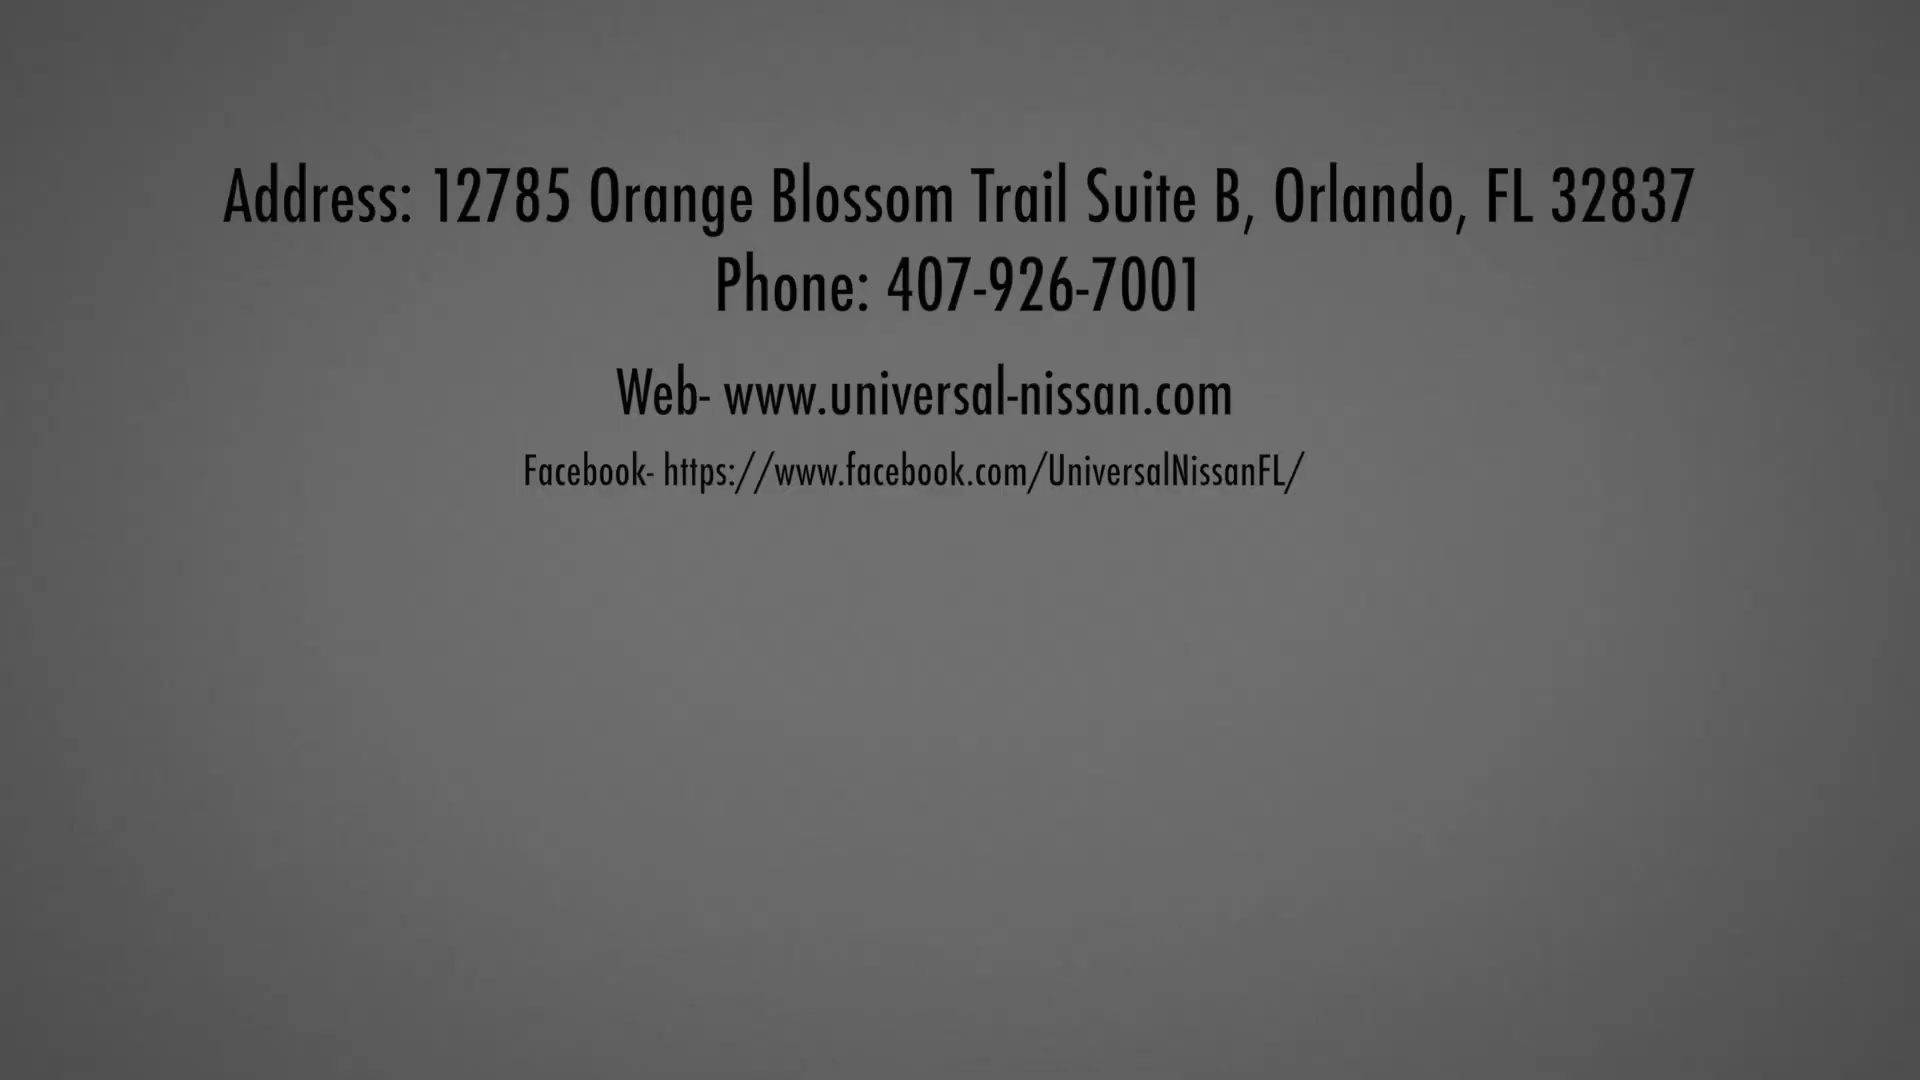 Address: 12785 Orange Blossom Trail Suite B, Orlando, FL 32837
Phone: 407-926-7001
Web- www.universal-nissan.com
Facebook- https://www.facebook.com/UniversalNissanFL/